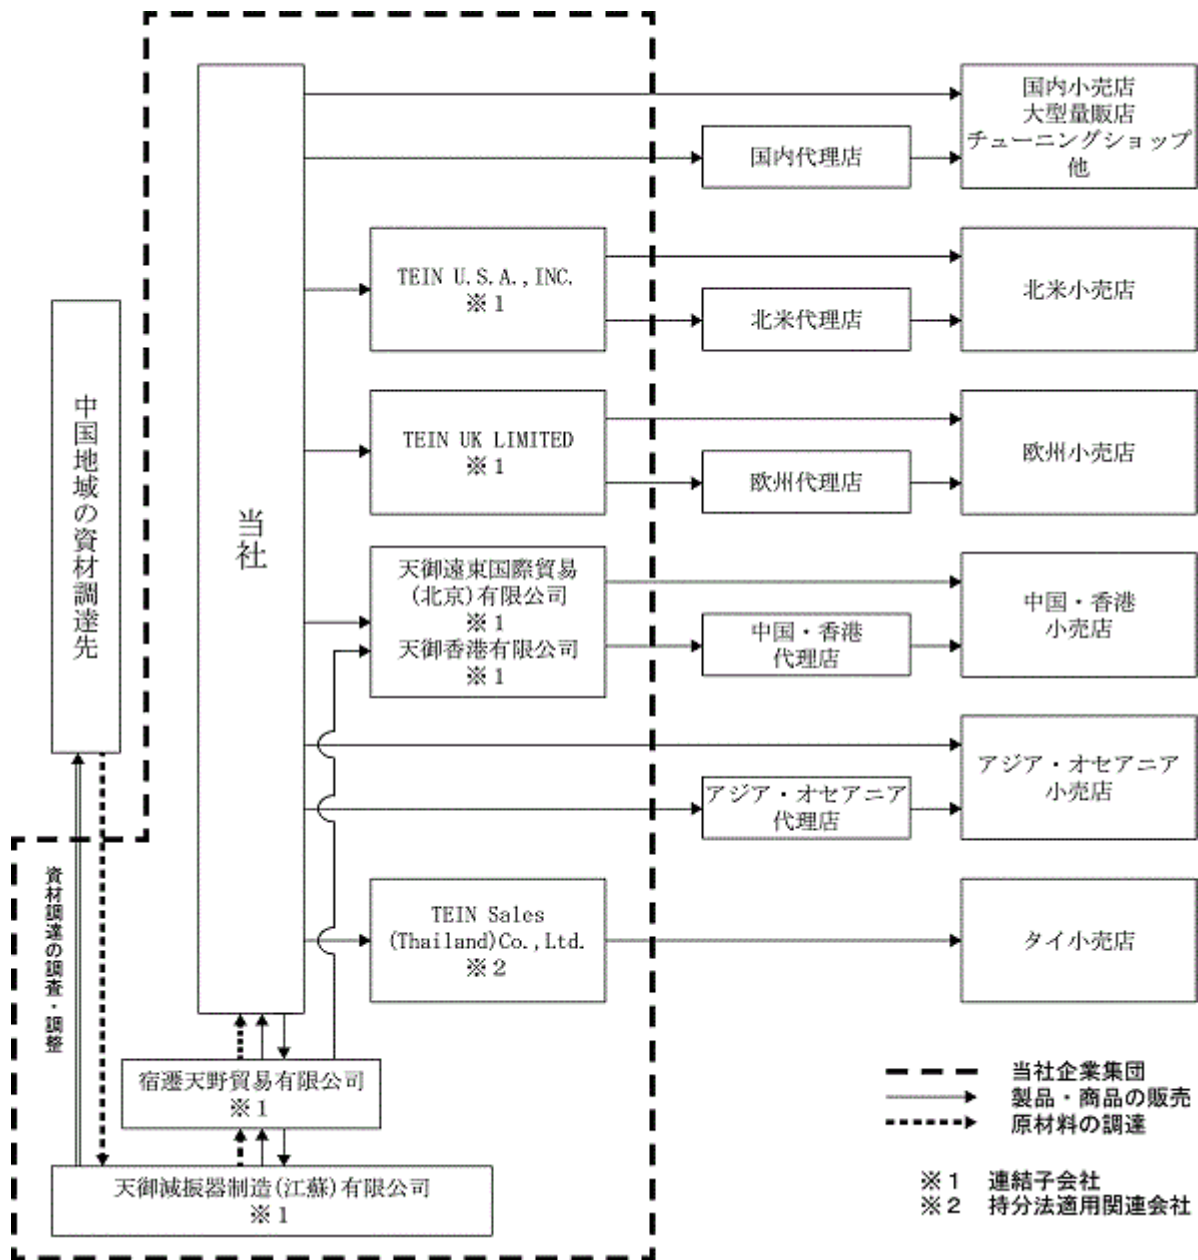 国内小売店
大型量販店
チューニングショップ
他
国内代理店
TEIN U.S.A.,INC.
※1
北米代理店
北米小売店
中国地域の資材調達先
当社
TEIN UK LIMITED
※1
欧州代理店
欧州小売店
天御遠東国際貿易
(北京)有限公司
※1
天御香港有限公司
※1
中国・香港
代理店
中国・香港
小売店
アジア・オセアニア
代理店
アジア・オセアニア
小売店
資材調達の調査・調整
TEIN Sales
(Thailand)Co.,Ltd.
※2
タイ小売店
宿遷天野貿易有限公司
※1
天御減振器制造(江蘇)有限公司
※1
当社企業集団
製品・商品の販売
原材料の調達
※1 連結子会社
※2 持分法適用関連会社